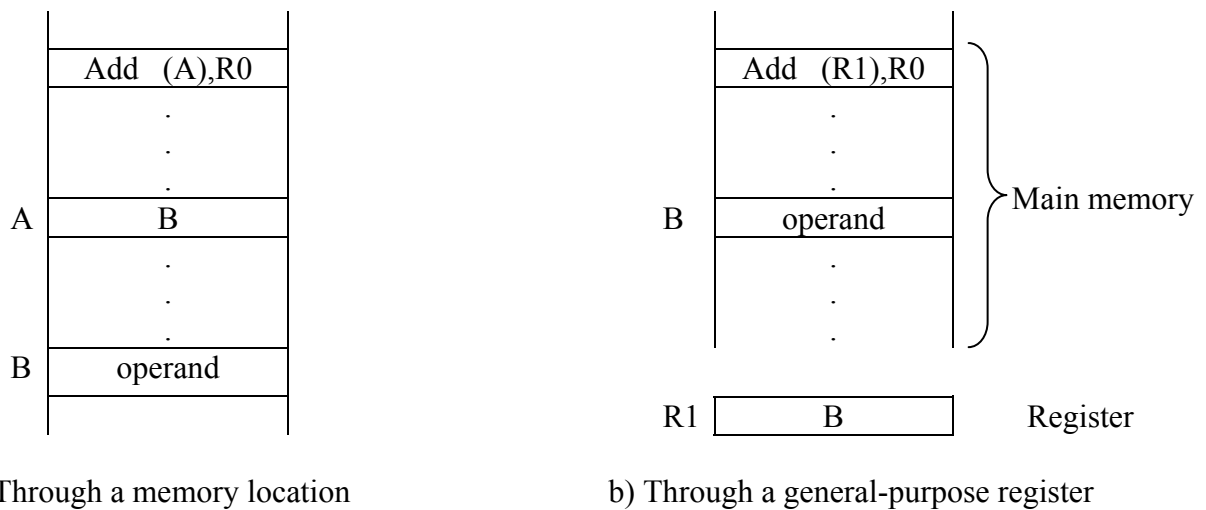 Add (A),R0
.
.
.
A B
.
.
.
B operand
Through a memory location
Add (R1),R0
.
.
.
B operand
.
.
.
Main memory
R1 B Register
b) Through a general-purpose register